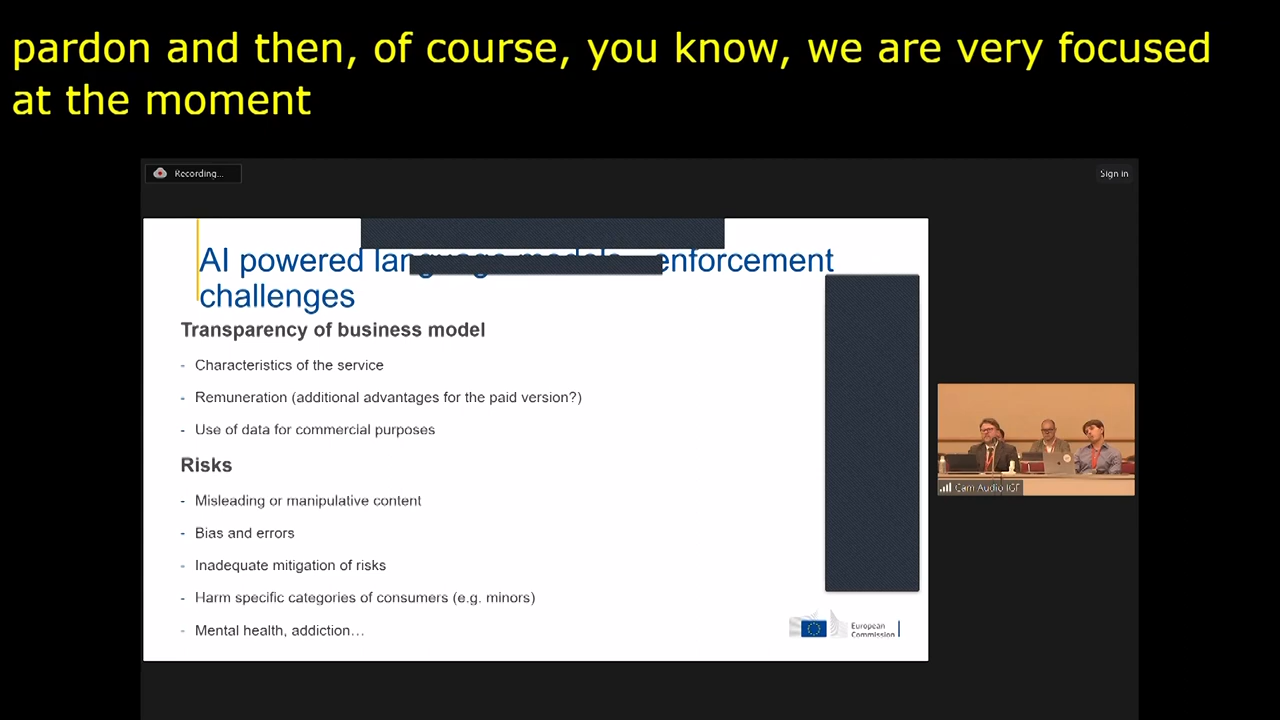 pardon and then, of course, you know, we are very focused
at the moment
Recording...
Sign in
AI powered language models enforcement
challenges
Transparency of business model
- Characteristics of the service
- Remuneration (additional advantages for the paid version?)
- Use of data for commercial purposes
Risks
- Misleading or manipulative content
- Bias and errors
- Inadequate mitigation of risks
- Harm specific categories of consumers (e.g. minors)
- Mental health, addiction…
European
Commission
Cam Audio IGF